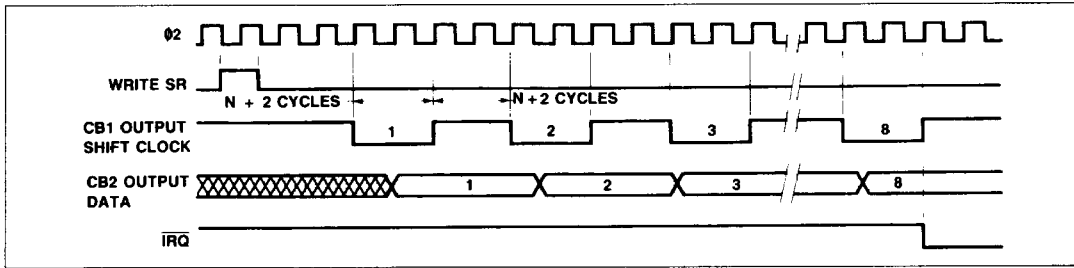 Ø2
WRITE SR
N + 2 CYCLES
N + 2 CYCLES
CB1 OUTPUT
SHIFT CLOCK
1 2 3 8
CB2 OUTPUT
DATA
1 2 3 8
IRQ